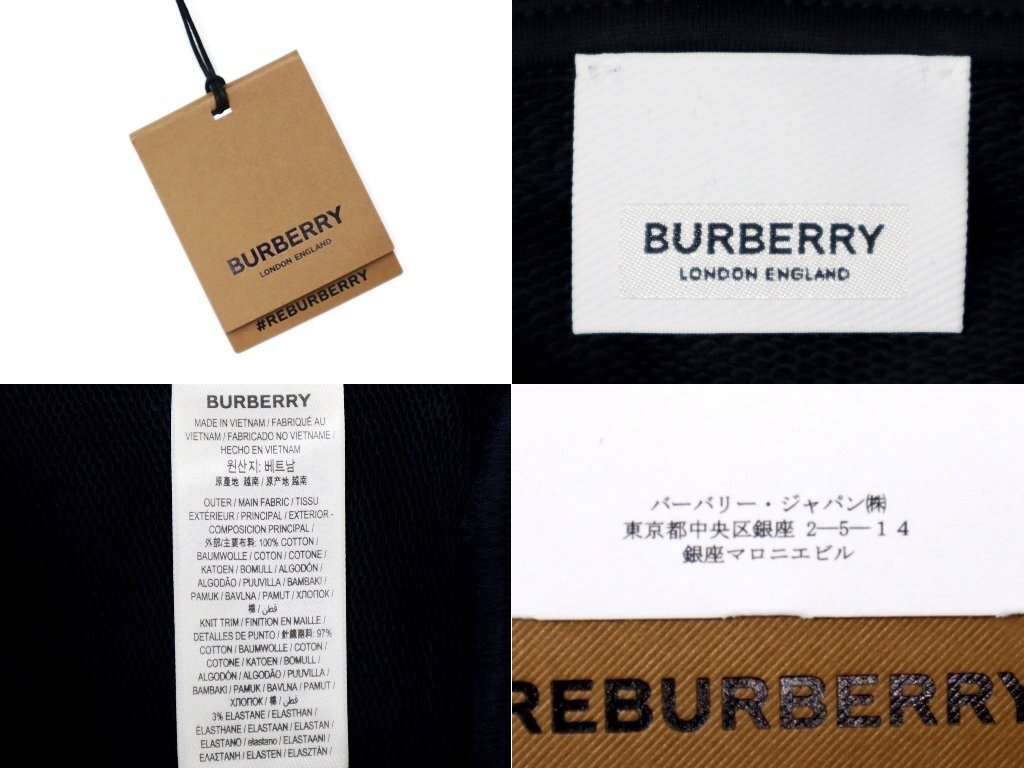 BURBERRY
LONDON ENGLAND
#REBURBERRY
BURBERRY
LONDON ENGLAND
BURBERRY
MADE IN VIETNAM / FABRIQUÉ AU
VIETNAM / FABRICADO NO VIETNAME /
HECHO EN VIETNAM
원산지: 베트남
原產地 越南 / 原产地 越南
OUTER / MAIN FABRIC / TISSU
EXTÉRIEUR / PRINCIPAL / EXTERIOR -
COMPOSICION PRINCIPAL /
外部/主要布料: 100% COTTON /
BAUMWOLLE / COTON / COTONE /
KATOEN / BOMULL / ALGODÓN /
ALGODÃO / PUUVILLA / BAMBAKI /
PAMUK / BAVLNA / PAMUT / ХЛОПОК /
棉 / قطن /
KNIT TRIM / FINITION EN MAILLE /
DETALLES DE PUNTO / 針織副料: 97%
COTTON / BAUMWOLLE / COTON /
COTONE / KATOEN / BOMULL /
ALGODÓN / ALGODÃO / PUUVILLA /
BAMBAKI / PAMUK / BAVLNA / PAMUT /
ХЛОПОК / 棉 / قطن /
3% ELASTANE / ELASTHAN /
ÉLASTHANE / ELASTAAN / ELASTAN /
ELASTANO / elastano / ELASTAANI /
ΕΛΑΣΤΑΝΗ / ELASTEN / ELASZTÁN /
バーバリー・ジャパン㈱
東京都中央区銀座 2―5―14
銀座マロニエビル
REBURBERRY